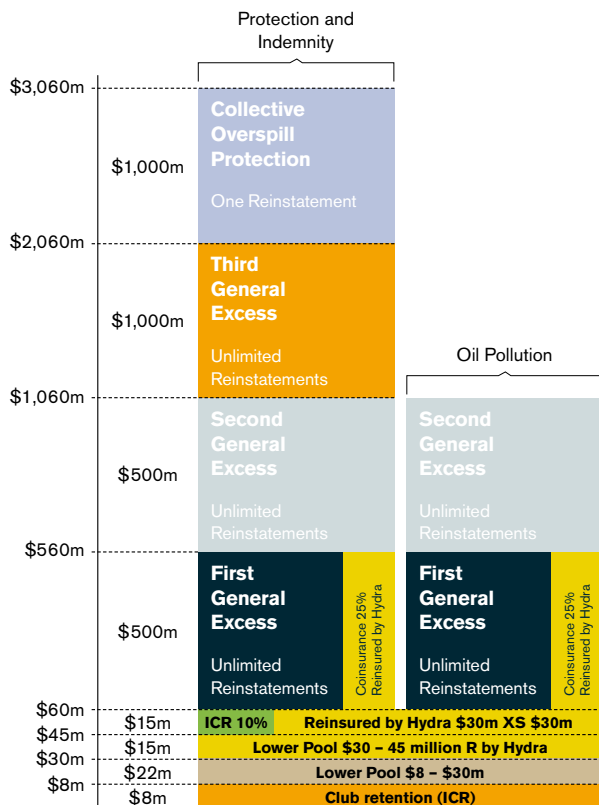 Protection and
Indemnity
$3,060m
Collective
Overspill
Protection
One Reinstatement
$1,000m
$2,060m
Third
General
Excess
Unlimited
Reinstatements
$1,000m
Oil Pollution
$1,060m
Second
General
Excess
Unlimited
Reinstatements
Second
General
Excess
Unlimited
Reinstatements
$500m
$560m
First
General
Excess
Unlimited
Reinstatements
Coinsurance 25%
Reinsured by Hydra
First
General
Excess
Unlimited
Reinstatements
Coinsurance 25%
Reinsured by Hydra
$500m
$60m
$15m
ICR 10%
Reinsured by Hydra $30m XS $30m
$45m
$15m
Lower Pool $30 – 45 million R by Hydra
$30m
$22m
Lower Pool $8 – $30m
$8m
$8m
Club retention (ICR)